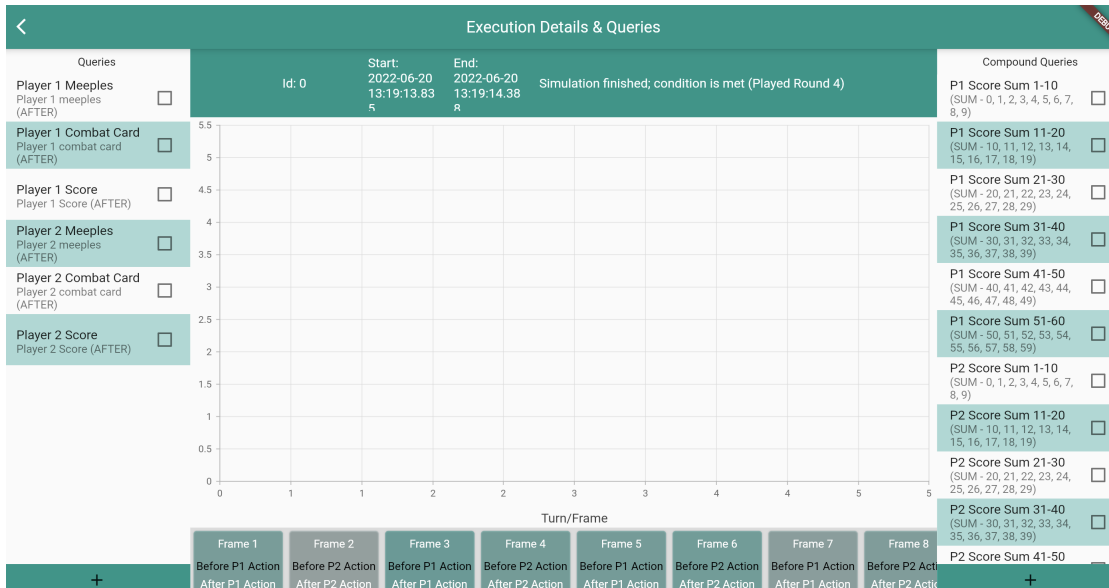 Execution Details & Queries
DEBUG
Queries
Player 1 Meeples
Player 1 meeples
(AFTER)
Player 1 Combat Card
Player 1 combat card
(AFTER)
Player 1 Score
Player 1 Score (AFTER)
Player 2 Meeples
Player 2 meeples
(AFTER)
Player 2 Combat Card
Player 2 combat card
(AFTER)
Player 2 Score
Player 2 Score (AFTER)
+
Id: 0
Start:
2022-06-20
13:19:13.83
5
End:
2022-06-20
13:19:14.38
8
Simulation finished; condition is met (Played Round 4)
5.5
5
4.5
4
3.5
3
2.5
2
1.5
1
0.5
0
0 1 1 2 2 3 3 4 4 5 5
Turn/Frame
Frame 1 Frame 2 Frame 3 Frame 4 Frame 5 Frame 6 Frame 7 Frame 8
Before P1 Action Before P2 Action Before P1 Action Before P2 Action Before P1 Action Before P2 Action Before P1 Action Before P2 Acti
After P1 Action After P2 Action After P1 Action After P2 Action After P1 Action After P2 Action After P1 Action After P2 Actio
Compound Queries
P1 Score Sum 1-10
(SUM - 0, 1, 2, 3, 4, 5, 6, 7,
8, 9)
P1 Score Sum 11-20
(SUM - 10, 11, 12, 13, 14,
15, 16, 17, 18, 19)
P1 Score Sum 21-30
(SUM - 20, 21, 22, 23, 24,
25, 26, 27, 28, 29)
P1 Score Sum 31-40
(SUM - 30, 31, 32, 33, 34,
35, 36, 37, 38, 39)
P1 Score Sum 41-50
(SUM - 40, 41, 42, 43, 44,
45, 46, 47, 48, 49)
P1 Score Sum 51-60
(SUM - 50, 51, 52, 53, 54,
55, 56, 57, 58, 59)
P2 Score Sum 1-10
(SUM - 0, 1, 2, 3, 4, 5, 6, 7,
8, 9)
P2 Score Sum 11-20
(SUM - 10, 11, 12, 13, 14,
15, 16, 17, 18, 19)
P2 Score Sum 21-30
(SUM - 20, 21, 22, 23, 24,
25, 26, 27, 28, 29)
P2 Score Sum 31-40
(SUM - 30, 31, 32, 33, 34,
35, 36, 37, 38, 39)
P2 Score Sum 41-50
+